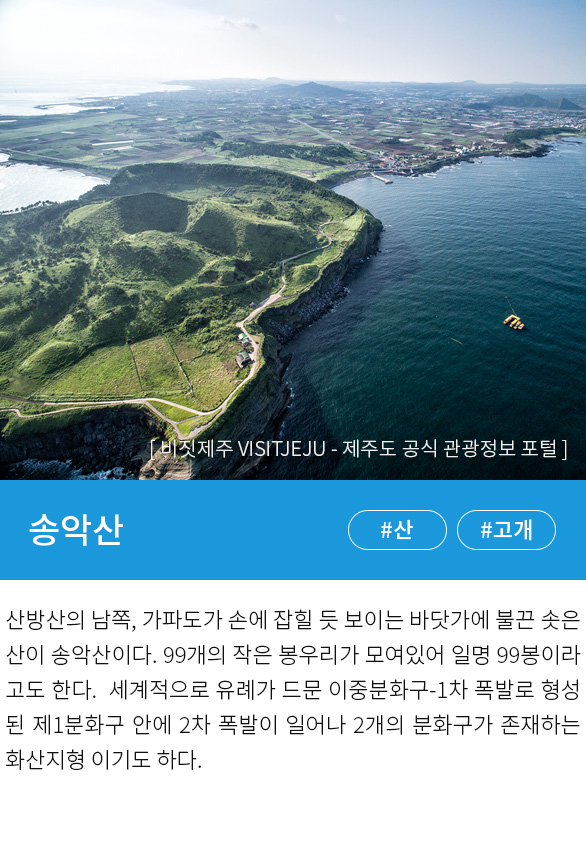 [ 비짓제주 VISITJEJU - 제주도 공식 관광정보 포털 ]
송악산
#산
#고개
산방산의 남쪽, 가파도가 손에 잡힐 듯 보이는 바닷가에 불끈 솟은
산이 송악산이다. 99개의 작은 봉우리가 모여있어 일명 99봉이라
고도 한다.  세계적으로 유례가 드문 이중분화구-1차 폭발로 형성
된 제1분화구 안에 2차 폭발이 일어나 2개의 분화구가 존재하는
화산지형 이기도 하다.